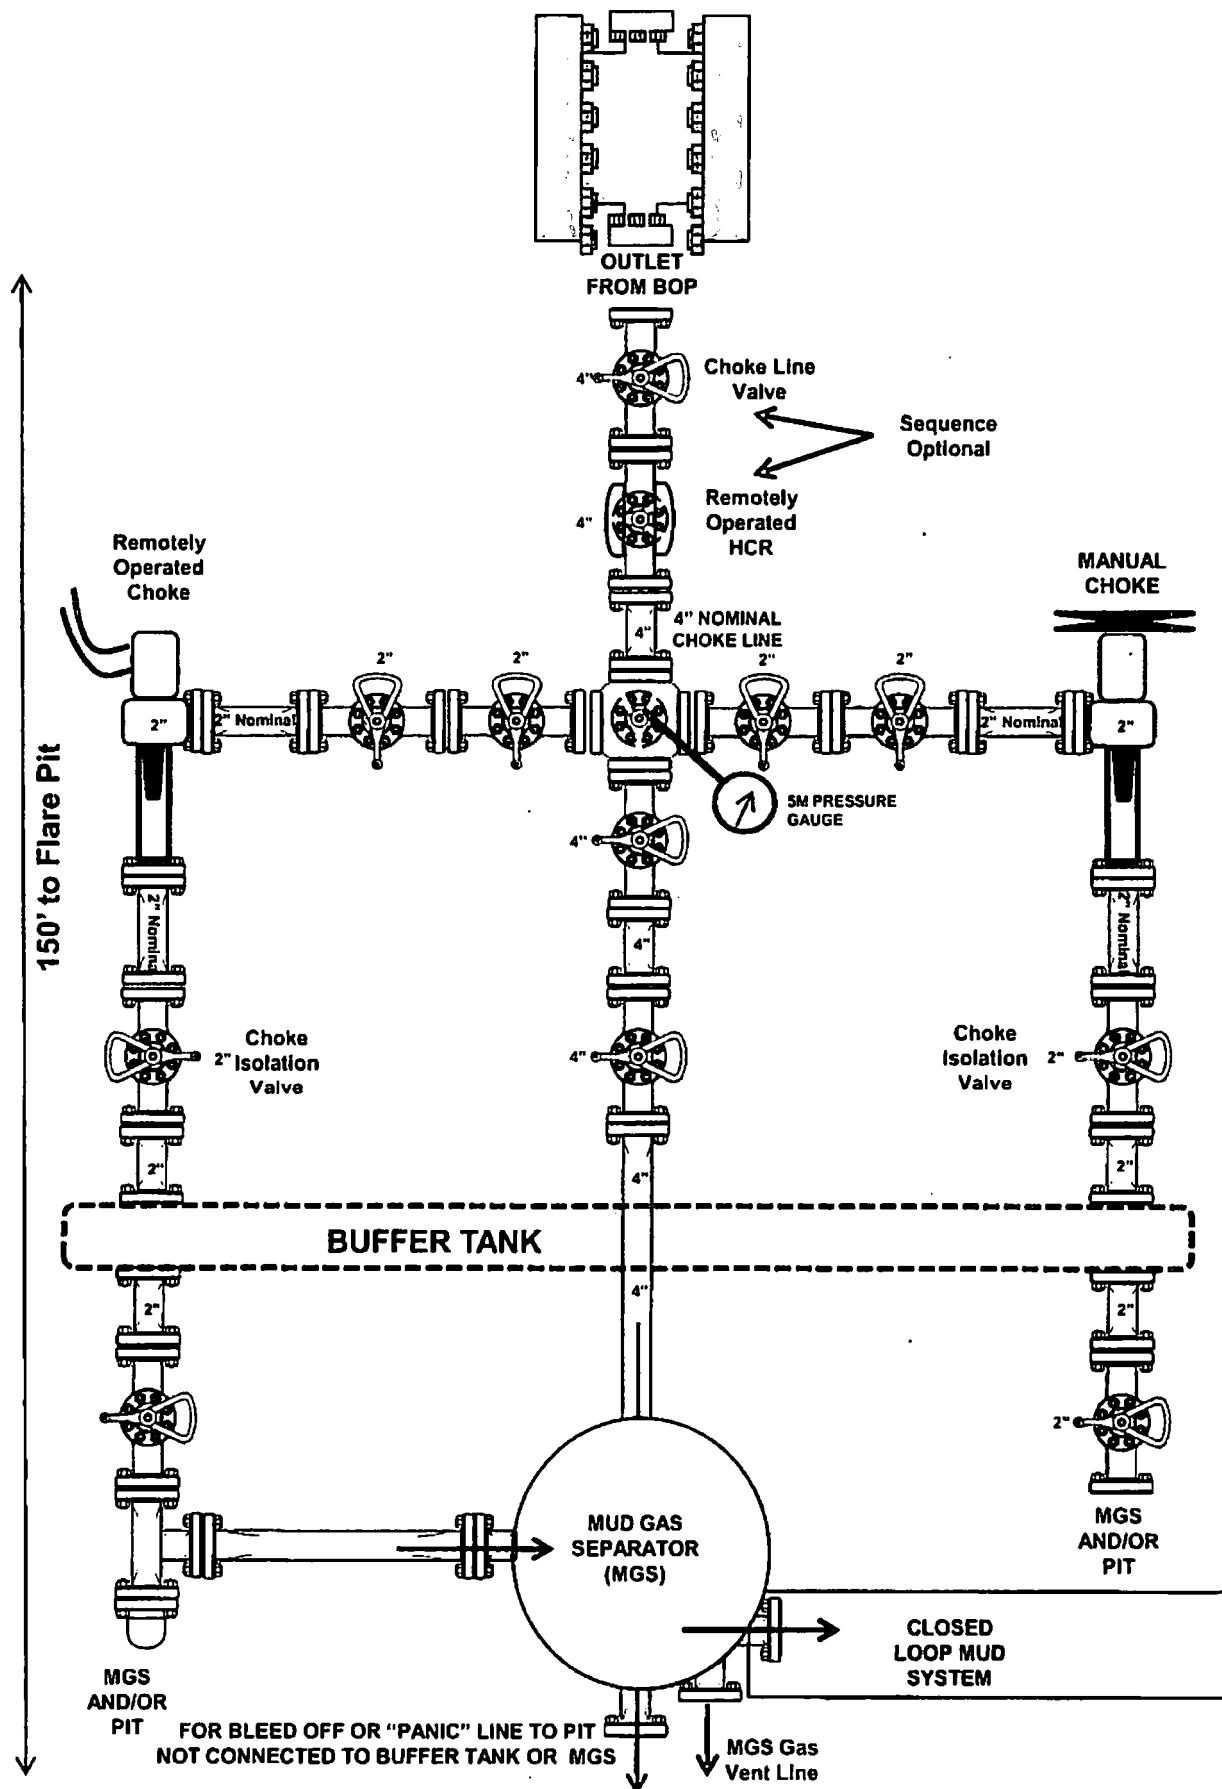 OUTLET
FROM BOP
4"
Choke Line
Valve
Sequence
Optional
4"
Remotely
Operated
HCR
Remotely
Operated
Choke
MANUAL
CHOKE
4"
4" NOMINAL
CHOKE LINE
2"
2"
2"
2"
2"
2" Nominal
2" Nominal
2"
5M PRESSURE
GAUGE
150' to Flare Pit
4"
2" Nominal
4"
2" Nominal
2"
Choke
Isolation
Valve
4"
Choke
Isolation
Valve
2"
2"
4"
2"
BUFFER TANK
4"
2"
2"
2"
MUD GAS
SEPARATOR
(MGS)
MGS
AND/OR
PIT
CLOSED
LOOP MUD
SYSTEM
MGS
AND/OR
PIT
FOR BLEED OFF OR "PANIC" LINE TO PIT
NOT CONNECTED TO BUFFER TANK OR MGS
MGS Gas
Vent Line